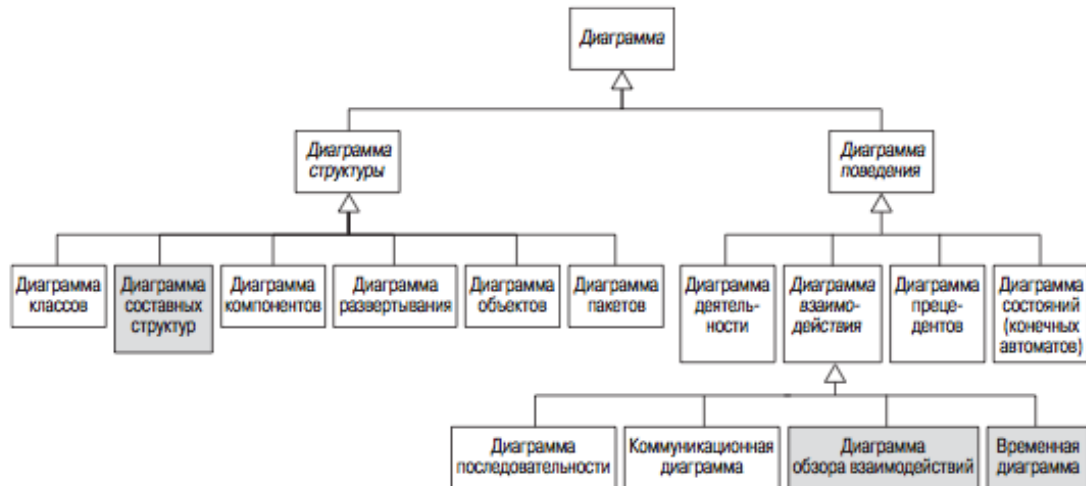 Диаграмма
Диаграмма
структуры
Диаграмма
поведения
Диаграмма
классов
Диаграмма
составных
структур
Диаграмма
компонентов
Диаграмма
развертывания
Диаграмма
объектов
Диаграмма
пакетов
Диаграмма
деятель-
ности
Диаграмма
взаимо-
действия
Диаграмма
преце-
дентов
Диаграмма
состояний
(конечных
автоматов)
Диаграмма
последовательности
Коммуникационная
диаграмма
Диаграмма
обзора взаимодействий
Временная
диаграмма